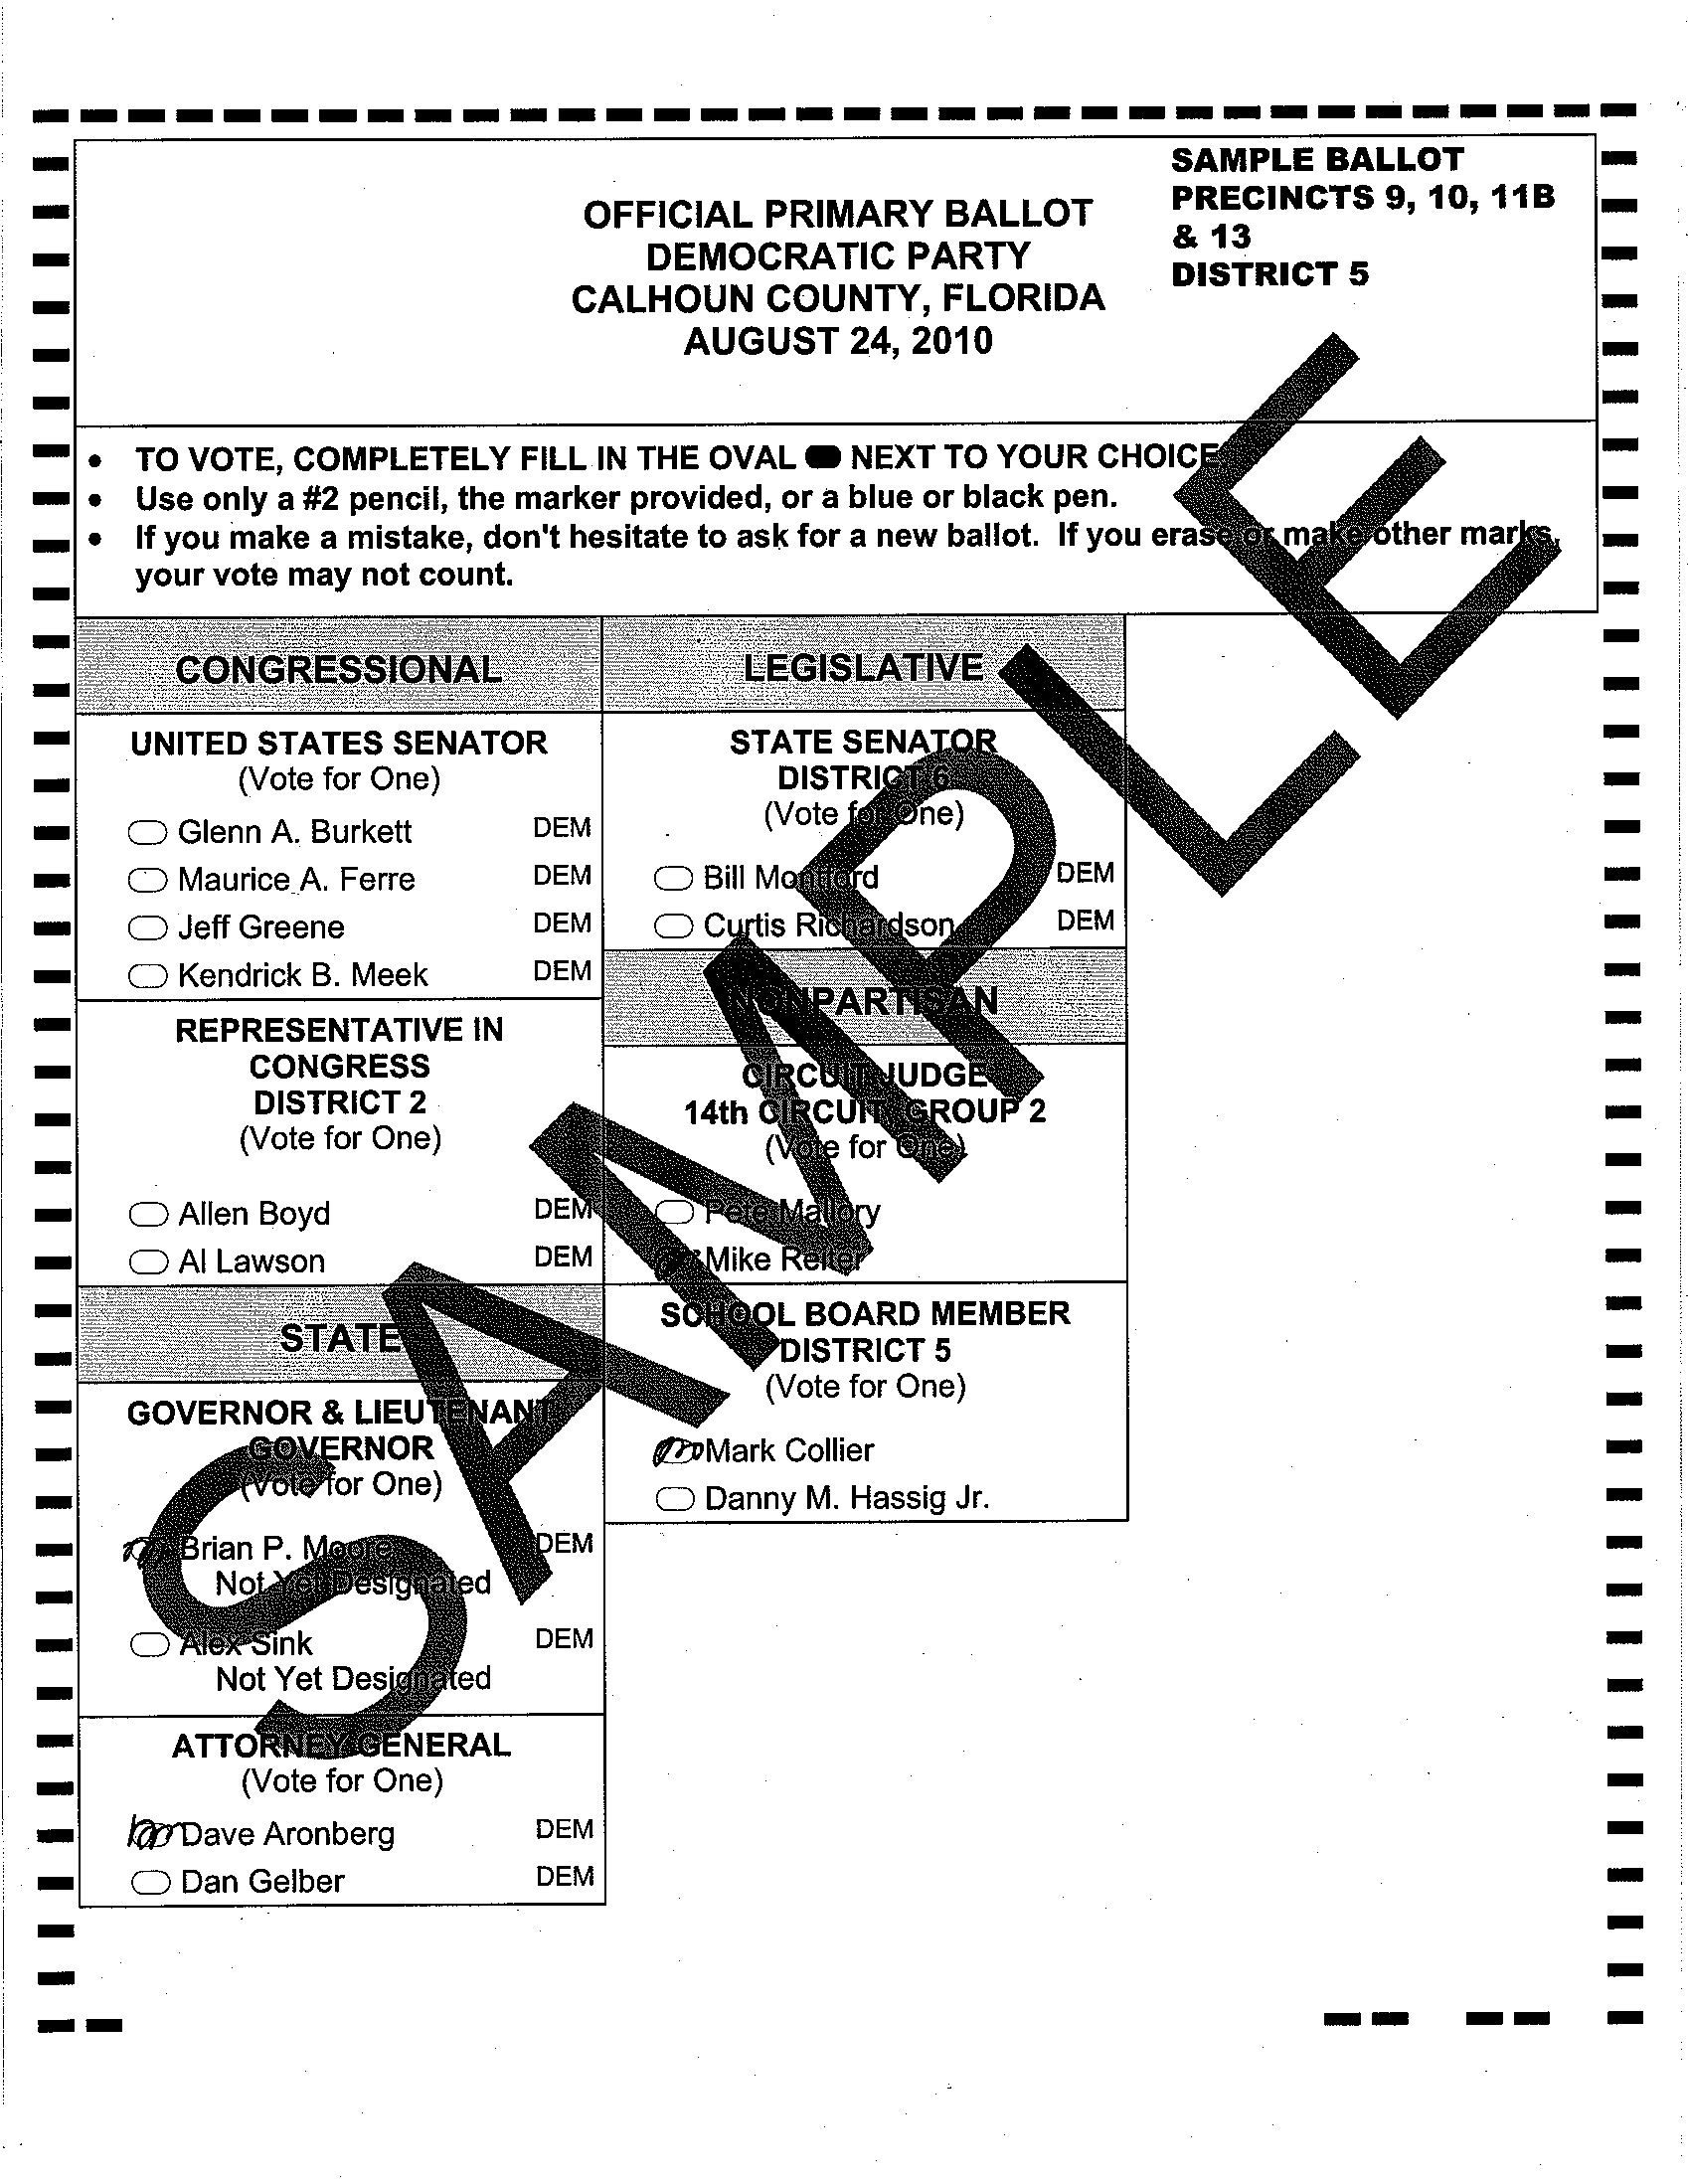 SAMPLE BALLOT
PRECINCTS 9, 10, 11B
& 13
DISTRICT 5
OFFICIAL PRIMARY BALLOT
DEMOCRATIC PARTY
CALHOUN COUNTY, FLORIDA
AUGUST 24, 2010
• TO VOTE, COMPLETELY FILL IN THE OVAL NEXT TO YOUR CHOICE
• Use only a #2 pencil, the marker provided, or a blue or black pen.
• If you make a mistake, don't hesitate to ask for a new ballot. If you erase or make other marks,
your vote may not count.
CONGRESSIONAL
UNITED STATES SENATOR
(Vote for One)
Glenn A. Burkett DEM
Maurice A. Ferre DEM
Jeff Greene DEM
Kendrick B. Meek DEM
REPRESENTATIVE IN
CONGRESS
DISTRICT 2
(Vote for One)
Allen Boyd DEM
Al Lawson DEM
STATE
GOVERNOR & LIEUTENANT
GOVERNOR
(Vote for One)
Brian P. Moore DEM
Not Yet Designated
Alex Sink DEM
Not Yet Designated
ATTORNEY GENERAL
(Vote for One)
Dave Aronberg DEM
Dan Gelber DEM
LEGISLATIVE
STATE SENATOR
DISTRICT 6
(Vote for One)
Bill Montford DEM
Curtis Richardson DEM
NONPARTISAN
CIRCUIT JUDGE
14th CIRCUIT, GROUP 2
(Vote for One)
Pete Mallory
Mike Reiter
SCHOOL BOARD MEMBER
DISTRICT 5
(Vote for One)
Mark Collier
Danny M. Hassig Jr.
SAMPLE